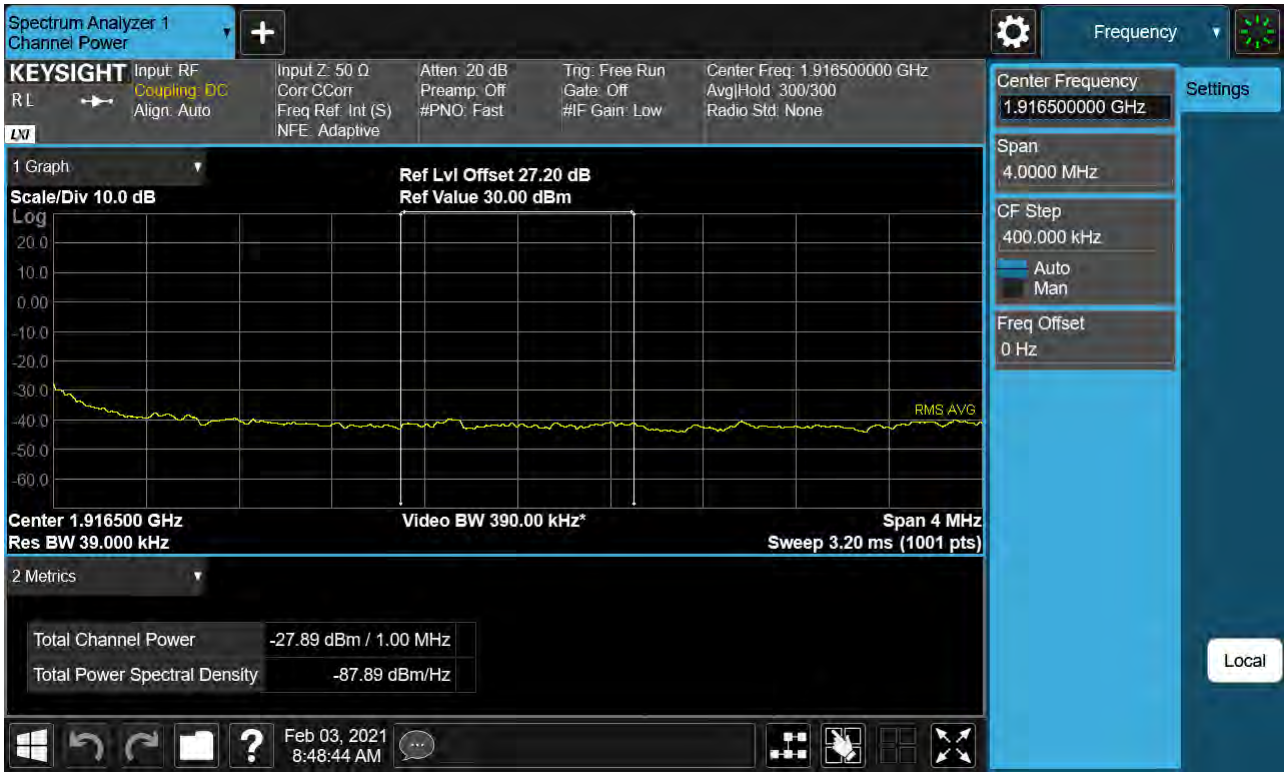 Spectrum Analyzer 1
Channel Power
+
Frequency
KEYSIGHT
RL
LXI
Input: RF
Coupling: DC
Align: Auto
Input Z: 50 Ω
Corr CCorr
Freq Ref: Int (S)
NFE: Adaptive
Atten: 20 dB
Preamp: Off
#PNO: Fast
Trig: Free Run
Gate: Off
#IF Gain: Low
Center Freq: 1.916500000 GHz
Avg|Hold: 300/300
Radio Std: None
1 Graph
Scale/Div 10.0 dB
Ref Lvl Offset 27.20 dB
Ref Value 30.00 dBm
Log
20.0
10.0
0.00
-10.0
-20.0
-30.0
-40.0
-50.0
-60.0
RMS AVG
Center 1.916500 GHz
Video BW 390.00 kHz*
Span 4 MHz
Res BW 39.000 kHz
Sweep 3.20 ms (1001 pts)
2 Metrics
Total Channel Power
-27.89 dBm / 1.00 MHz
Total Power Spectral Density
-87.89 dBm/Hz
?
Feb 03, 2021
8:48:44 AM
Center Frequency
1.916500000 GHz
Span
4.0000 MHz
CF Step
400.000 kHz
Auto
Man
Freq Offset
0 Hz
Settings
Local